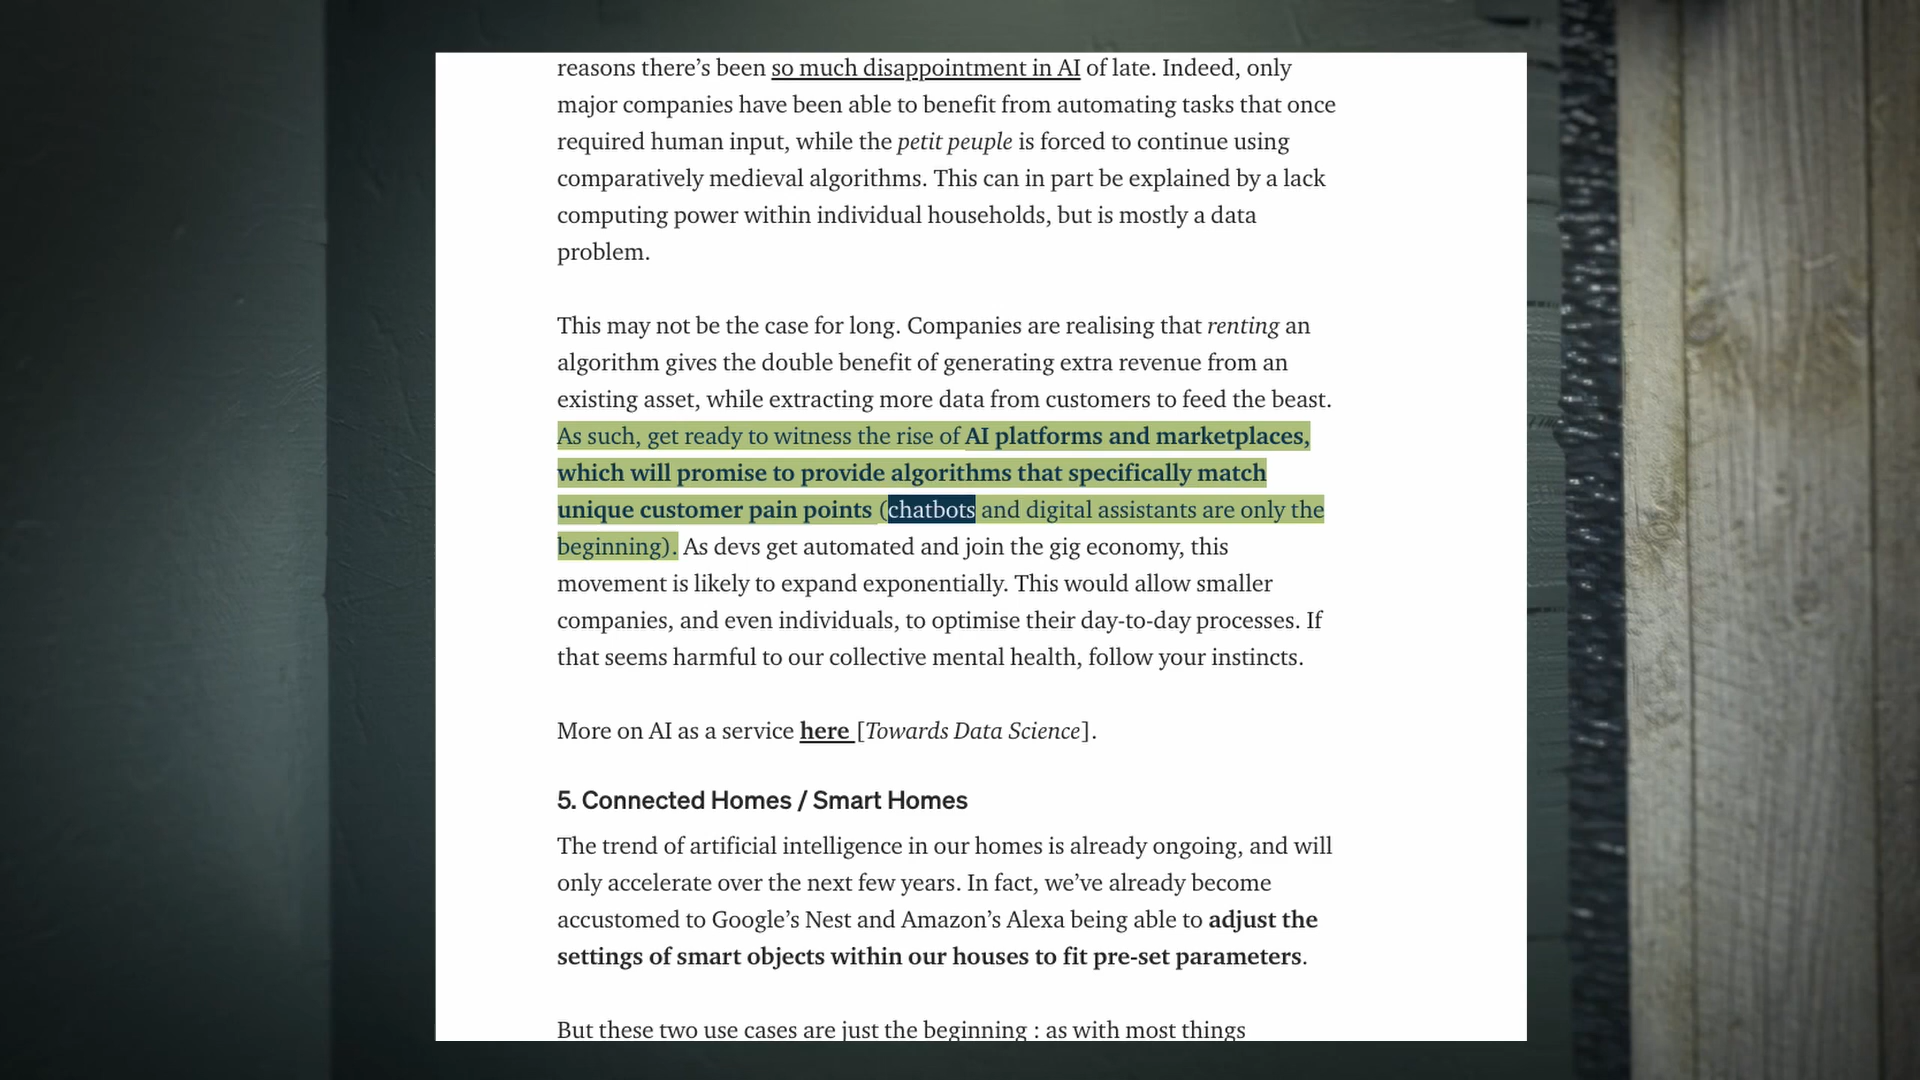 reasons there’s been so much disappointment in AI of late. Indeed, only
major companies have been able to benefit from automating tasks that once
required human input, while the petit peuple is forced to continue using
comparatively medieval algorithms. This can in part be explained by a lack
computing power within individual households, but is mostly a data
problem.
This may not be the case for long. Companies are realising that renting an
algorithm gives the double benefit of generating extra revenue from an
existing asset, while extracting more data from customers to feed the beast.
As such, get ready to witness the rise of AI platforms and marketplaces,
which will promise to provide algorithms that specifically match
unique customer pain points (chatbots and digital assistants are only the
beginning). As devs get automated and join the gig economy, this
movement is likely to expand exponentially. This would allow smaller
companies, and even individuals, to optimise their day-to-day processes. If
that seems harmful to our collective mental health, follow your instincts.
More on AI as a service here [Towards Data Science].
5. Connected Homes / Smart Homes
The trend of artificial intelligence in our homes is already ongoing, and will
only accelerate over the next few years. In fact, we’ve already become
accustomed to Google’s Nest and Amazon’s Alexa being able to adjust the
settings of smart objects within our houses to fit pre-set parameters.
But these two use cases are just the beginning : as with most things